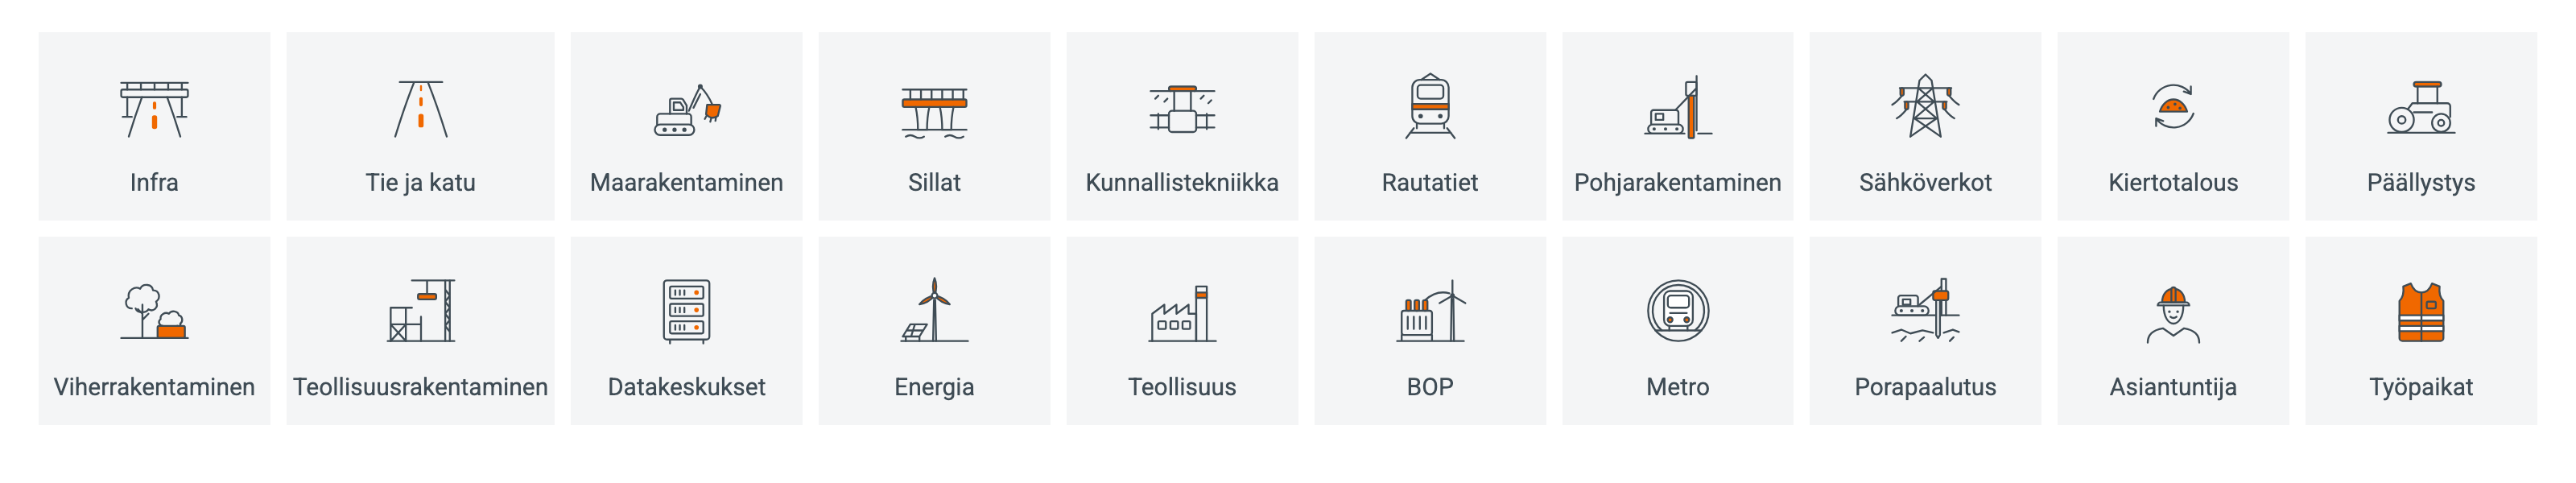 Infra
Tie ja katu
Maarakentaminen
Sillat
Kunnallistekniikka
Rautatiet
Pohjarakentaminen
Sähköverkot
Kiertotalous
Päällystys
Viherrakentaminen
Teollisuusrakentaminen
Datakeskukset
Energia
Teollisuus
BOP
Metro
Porapaalutus
Asiantuntija
Työpaikat